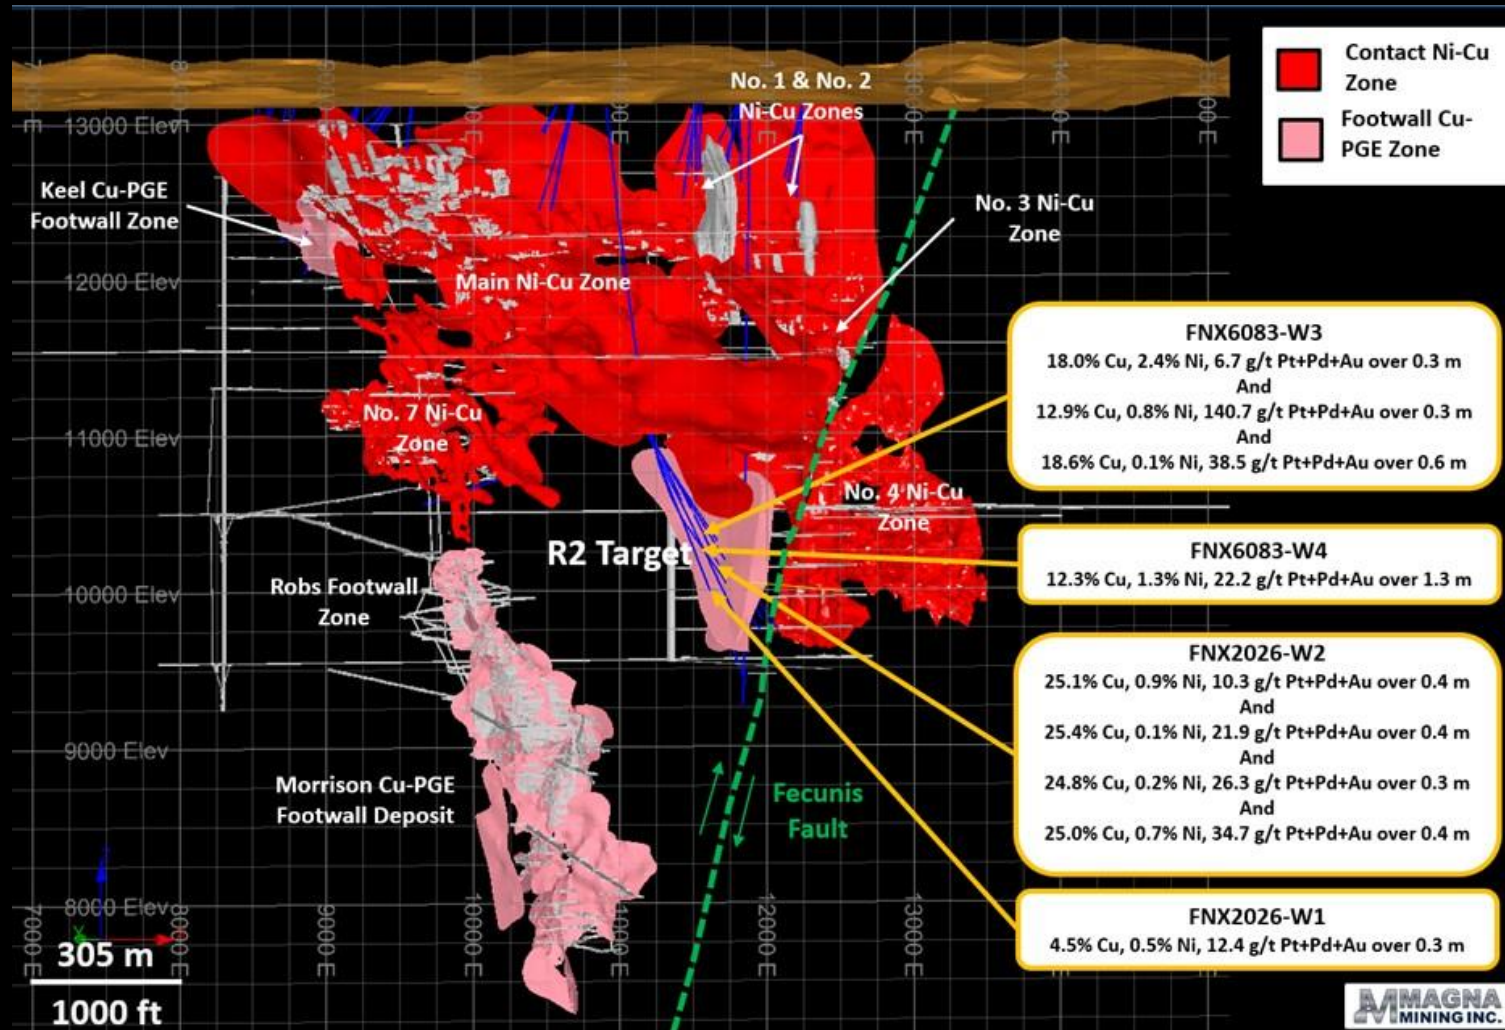 Contact Ni-Cu
Zone
Footwall Cu-
PGE Zone
No. 1 & No. 2
Ni-Cu Zones
13000 Elev
Keel Cu-PGE
Footwall Zone
No. 3 Ni-Cu
Zone
12000 Elev
Main Ni-Cu Zone
FNX6083-W3
18.0% Cu, 2.4% Ni, 6.7 g/t Pt+Pd+Au over 0.3 m
And
12.9% Cu, 0.8% Ni, 140.7 g/t Pt+Pd+Au over 0.3 m
And
18.6% Cu, 0.1% Ni, 38.5 g/t Pt+Pd+Au over 0.6 m
No. 7 Ni-Cu
Zone
11000 Elev
No. 4 Ni-Cu
Zone
R2 Target
FNX6083-W4
12.3% Cu, 1.3% Ni, 22.2 g/t Pt+Pd+Au over 1.3 m
Robs Footwall
Zone
10000 Elev
FNX2026-W2
25.1% Cu, 0.9% Ni, 10.3 g/t Pt+Pd+Au over 0.4 m
And
25.4% Cu, 0.1% Ni, 21.9 g/t Pt+Pd+Au over 0.4 m
And
24.8% Cu, 0.2% Ni, 26.3 g/t Pt+Pd+Au over 0.3 m
And
25.0% Cu, 0.7% Ni, 34.7 g/t Pt+Pd+Au over 0.4 m
9000 Elev
Morrison Cu-PGE
Footwall Deposit
Fecunis
Fault
8000 Elev
FNX2026-W1
4.5% Cu, 0.5% Ni, 12.4 g/t Pt+Pd+Au over 0.3 m
7000 E
8000 E
9000 E
10000 E
12000 E
13000 E
305 m
1000 ft
MAGNA
MINING INC.